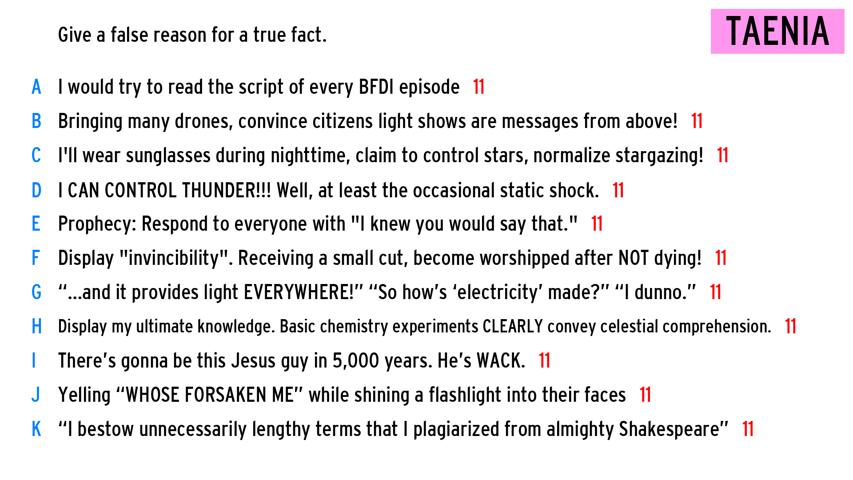 Give a false reason for a true fact.
TAENIA
A I would try to read the script of every BFDI episode 11
B Bringing many drones, convince citizens light shows are messages from above! 11
C I'll wear sunglasses during nighttime, claim to control stars, normalize stargazing! 11
D I CAN CONTROL THUNDER!!! Well, at least the occasional static shock. 11
E Prophecy: Respond to everyone with "I knew you would say that." 11
F Display "invincibility". Receiving a small cut, become worshipped after NOT dying! 11
G “...and it provides light EVERYWHERE!” “So how’s ‘electricity’ made?” “I dunno.” 11
H Display my ultimate knowledge. Basic chemistry experiments CLEARLY convey celestial comprehension. 11
I There’s gonna be this Jesus guy in 5,000 years. He’s WACK. 11
J Yelling “WHOSE FORSAKEN ME” while shining a flashlight into their faces 11
K “I bestow unnecessarily lengthy terms that I plagiarized from almighty Shakespeare” 11